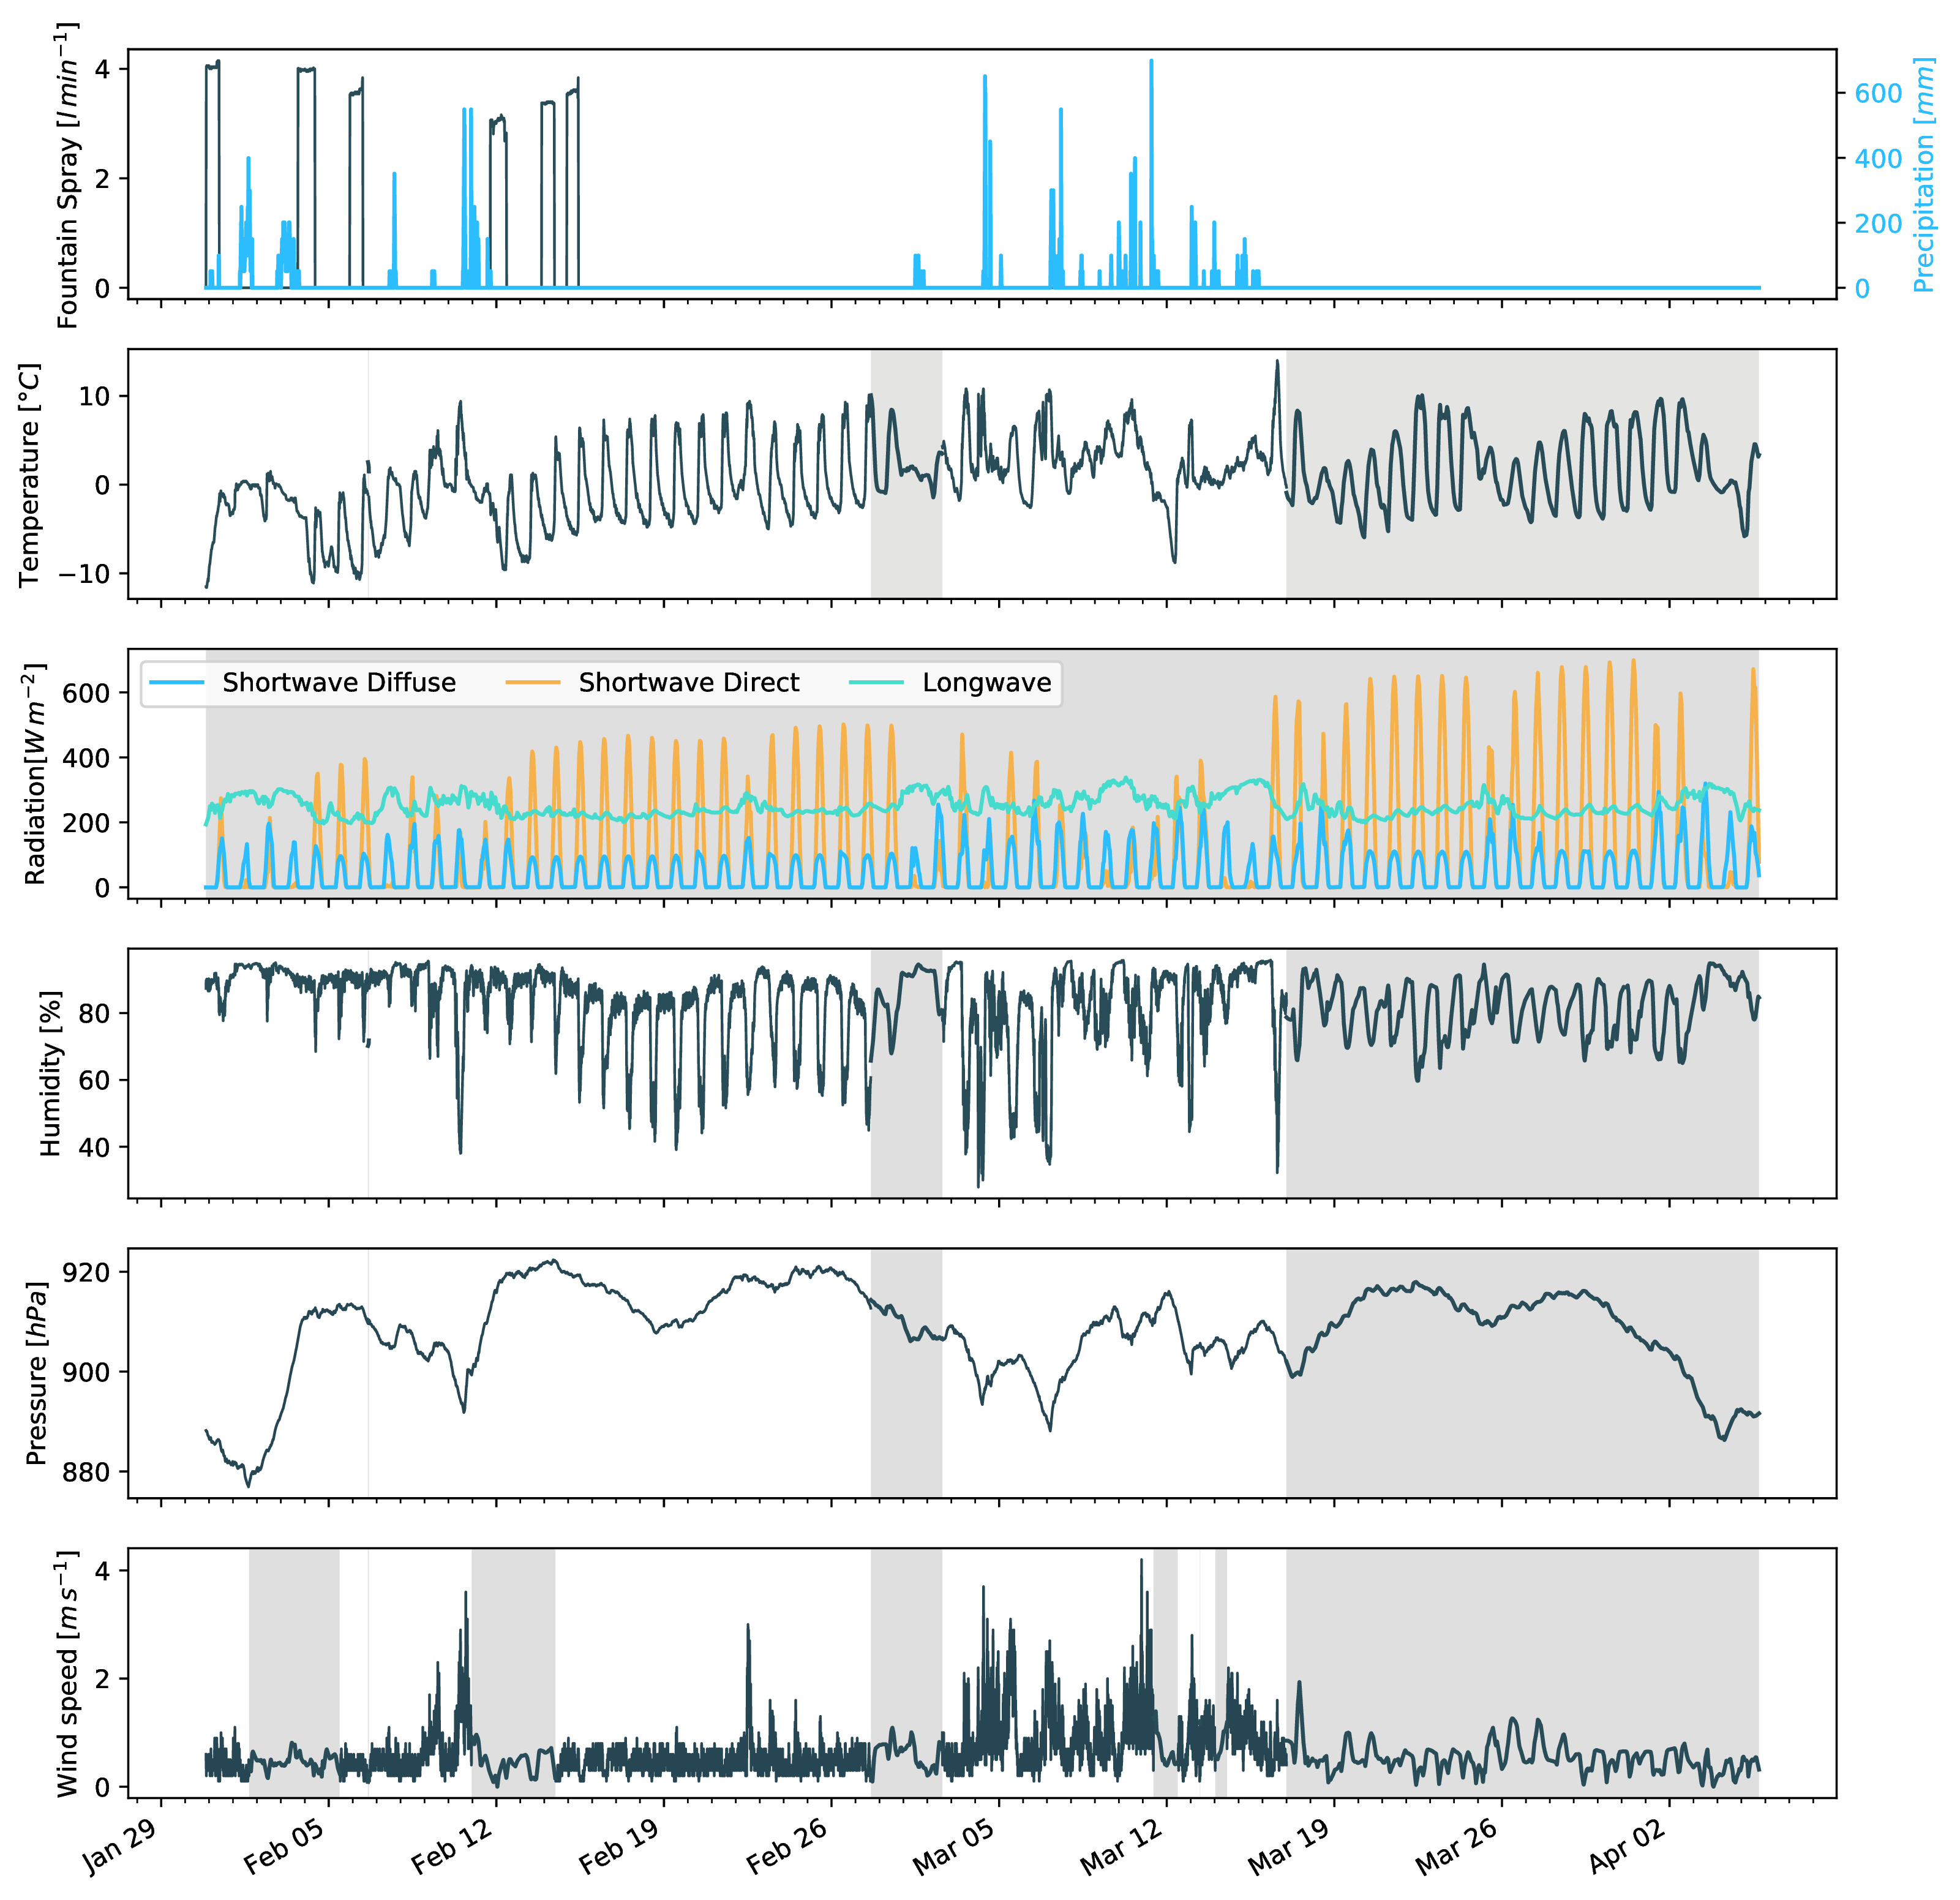 Fountain Spray [l min⁻¹]
4
2
0
Precipitation [mm]
600
400
200
0
Temperature [°C]
10
0
−10
Radiation[W m⁻²]
600
400
200
0
Shortwave Diffuse
Shortwave Direct
Longwave
Humidity [%]
80
60
40
Pressure [hPa]
920
900
880
Wind speed [m s⁻¹]
4
2
0
Jan 29
Feb 05
Feb 12
Feb 19
Feb 26
Mar 05
Mar 12
Mar 19
Mar 26
Apr 02